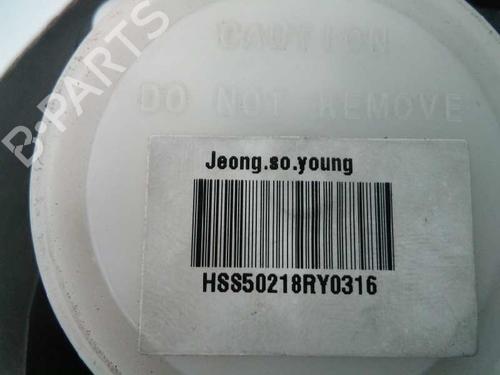 B-PARTS
CAUTION
DO NOT REMOVE
Jeong.so.young
HSS50218RY0316